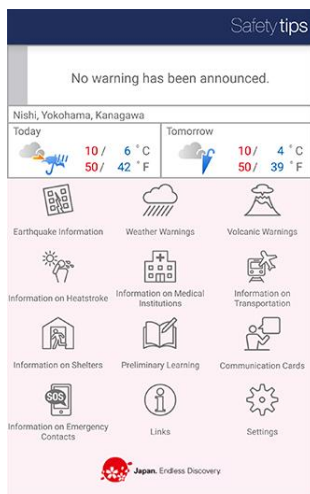 Safety tips
No warning has been announced.
Nishi, Yokohama, Kanagawa
Today
10 / 6 °C
50 / 42 °F
Tomorrow
10 / 4 °C
50 / 39 °F
Earthquake Information
Weather Warnings
Volcanic Warnings
Information on Heatstroke
Information on Medical
Institutions
Information on
Transportation
Information on Shelters
Preliminary Learning
Communication Cards
SOS
Information on Emergency
Contacts
Links
Settings
Japan. Endless Discovery.